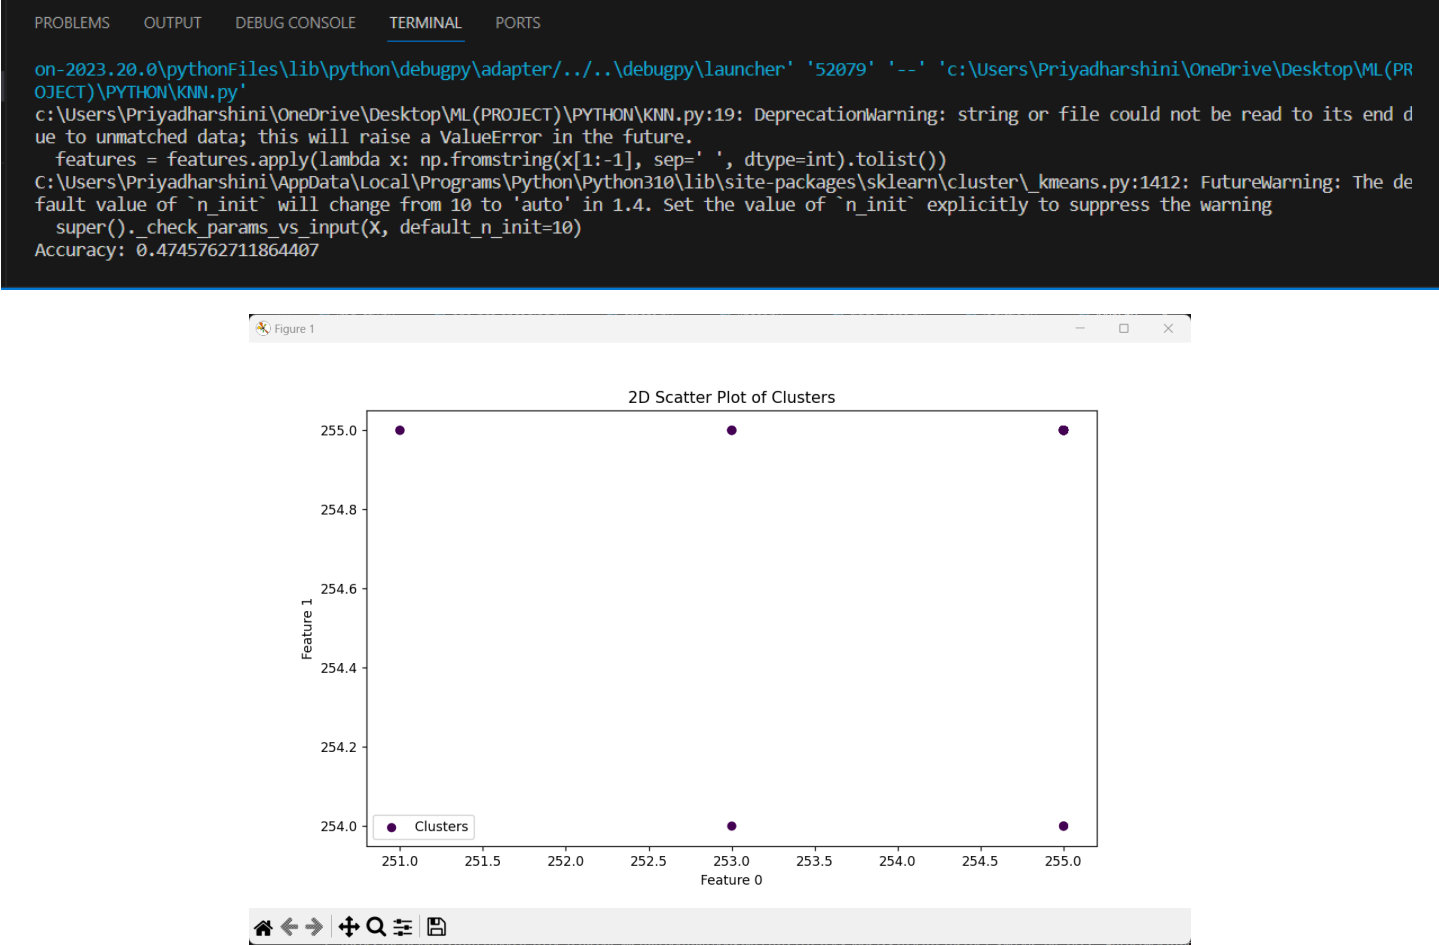 PROBLEMS OUTPUT DEBUG CONSOLE TERMINAL PORTS
on-2023.20.0\pythonFiles\lib\python\debugpy\adapter/../..\debugpy\launcher' '52079' '--' 'c:\Users\Priyadharshini\OneDrive\Desktop\ML(PR
OJECT)\PYTHON\KNN.py'
c:\Users\Priyadharshini\OneDrive\Desktop\ML(PROJECT)\PYTHON\KNN.py:19: DeprecationWarning: string or file could not be read to its end d
ue to unmatched data; this will raise a ValueError in the future.
  features = features.apply(lambda x: np.fromstring(x[1:-1], sep=' ', dtype=int).tolist())
C:\Users\Priyadharshini\AppData\Local\Programs\Python\Python310\lib\site-packages\sklearn\cluster\_kmeans.py:1412: FutureWarning: The de
fault value of `n_init` will change from 10 to 'auto' in 1.4. Set the value of `n_init` explicitly to suppress the warning
  super()._check_params_vs_input(X, default_n_init=10)
Accuracy: 0.4745762711864407
Figure 1
2D Scatter Plot of Clusters
255.0
254.8
254.6
254.4
254.2
254.0
Feature 1
Clusters
251.0 251.5 252.0 252.5 253.0 253.5 254.0 254.5 255.0
Feature 0